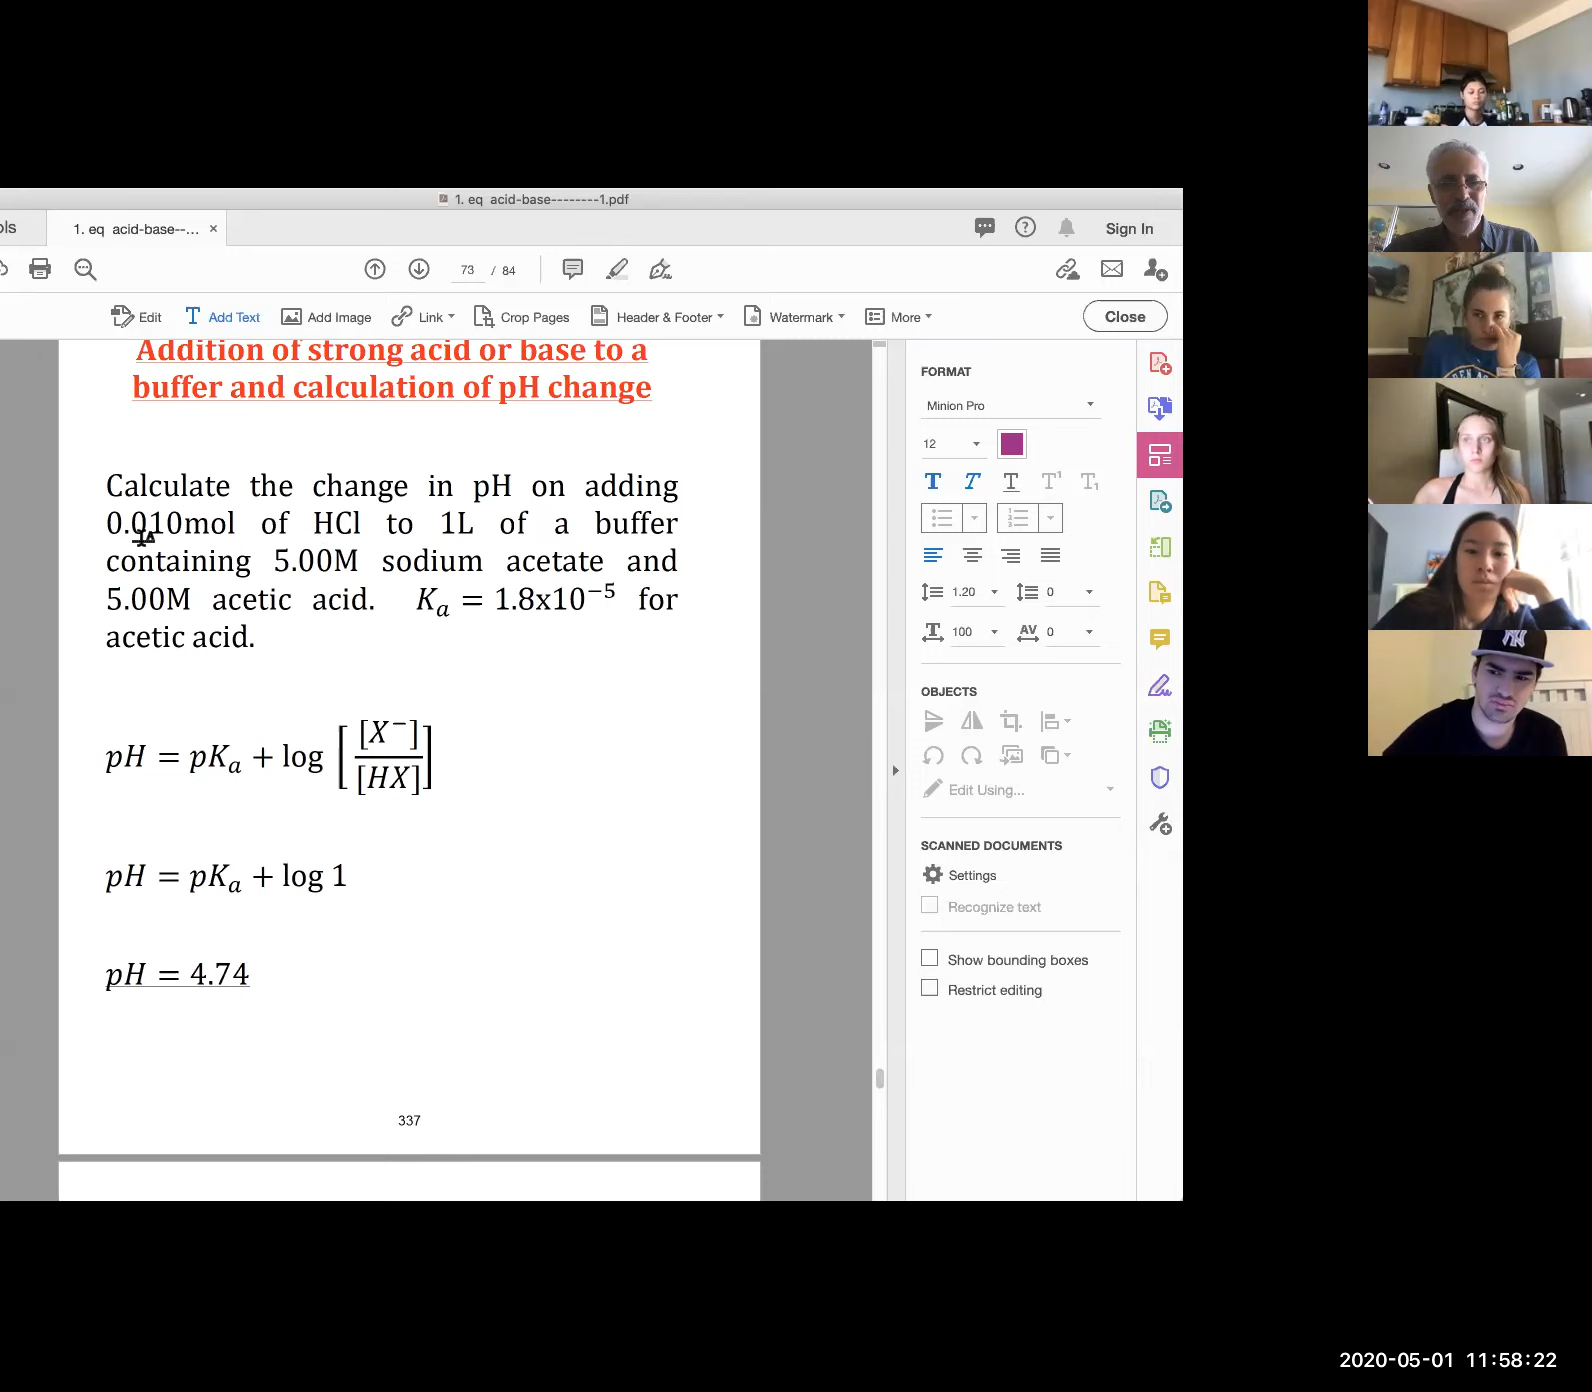 1. eq acid-base--------1.pdf
ols
1. eq acid-base--... ×
Sign In
73 / 84
Edit Add Text Add Image Link Crop Pages Header & Footer Watermark More Close
Addition of strong acid or base to a
buffer and calculation of pH change
Calculate the change in pH on adding
0.010mol of HCl to 1L of a buffer
containing 5.00M sodium acetate and
5.00M acetic acid. Kₐ = 1.8x10⁻⁵ for
acetic acid.
pH = pKₐ + log [[X⁻]/[HX]]
pH = pKₐ + log 1
pH = 4.74
337
FORMAT
Minion Pro
12
T T T T¹ T₁
1.20 0
100 AV 0
OBJECTS
Edit Using...
SCANNED DOCUMENTS
Settings
Recognize text
Show bounding boxes
Restrict editing
NY
2020-05-01 11:58:22